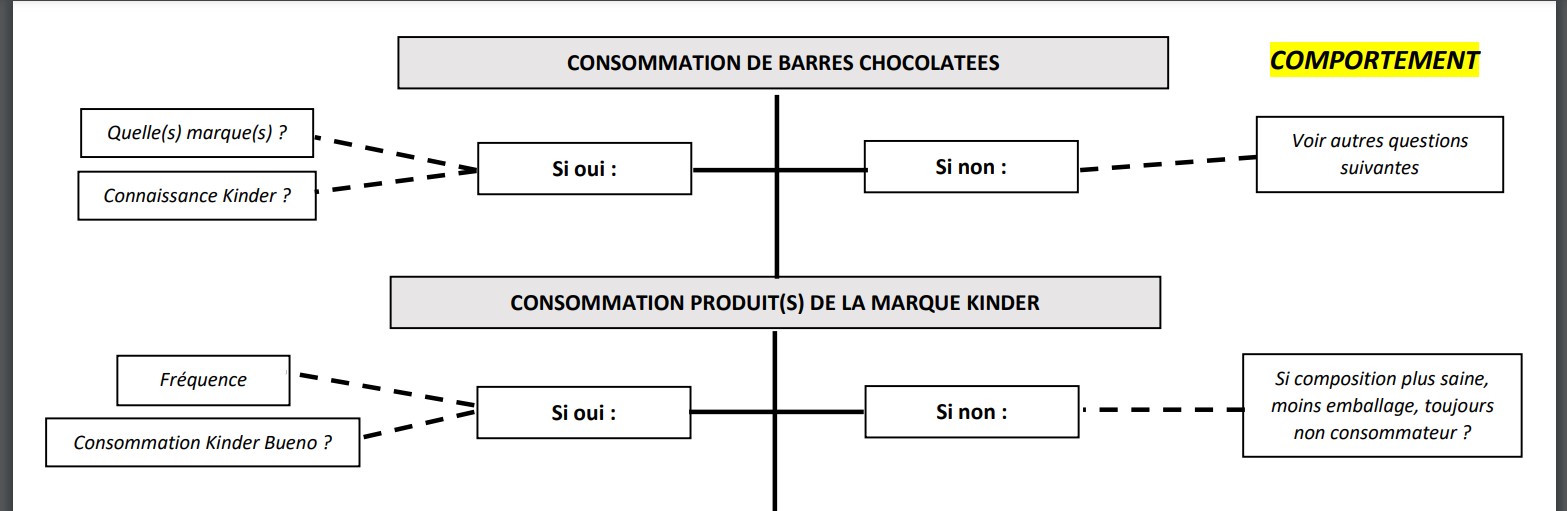 CONSOMMATION DE BARRES CHOCOLATEES
COMPORTEMENT
Quelle(s) marque(s) ?
Connaissance Kinder ?
Si oui :
Si non :
Voir autres questions
suivantes
CONSOMMATION PRODUIT(S) DE LA MARQUE KINDER
Fréquence
Consommation Kinder Bueno ?
Si oui :
Si non :
Si composition plus saine,
moins emballage, toujours
non consommateur ?